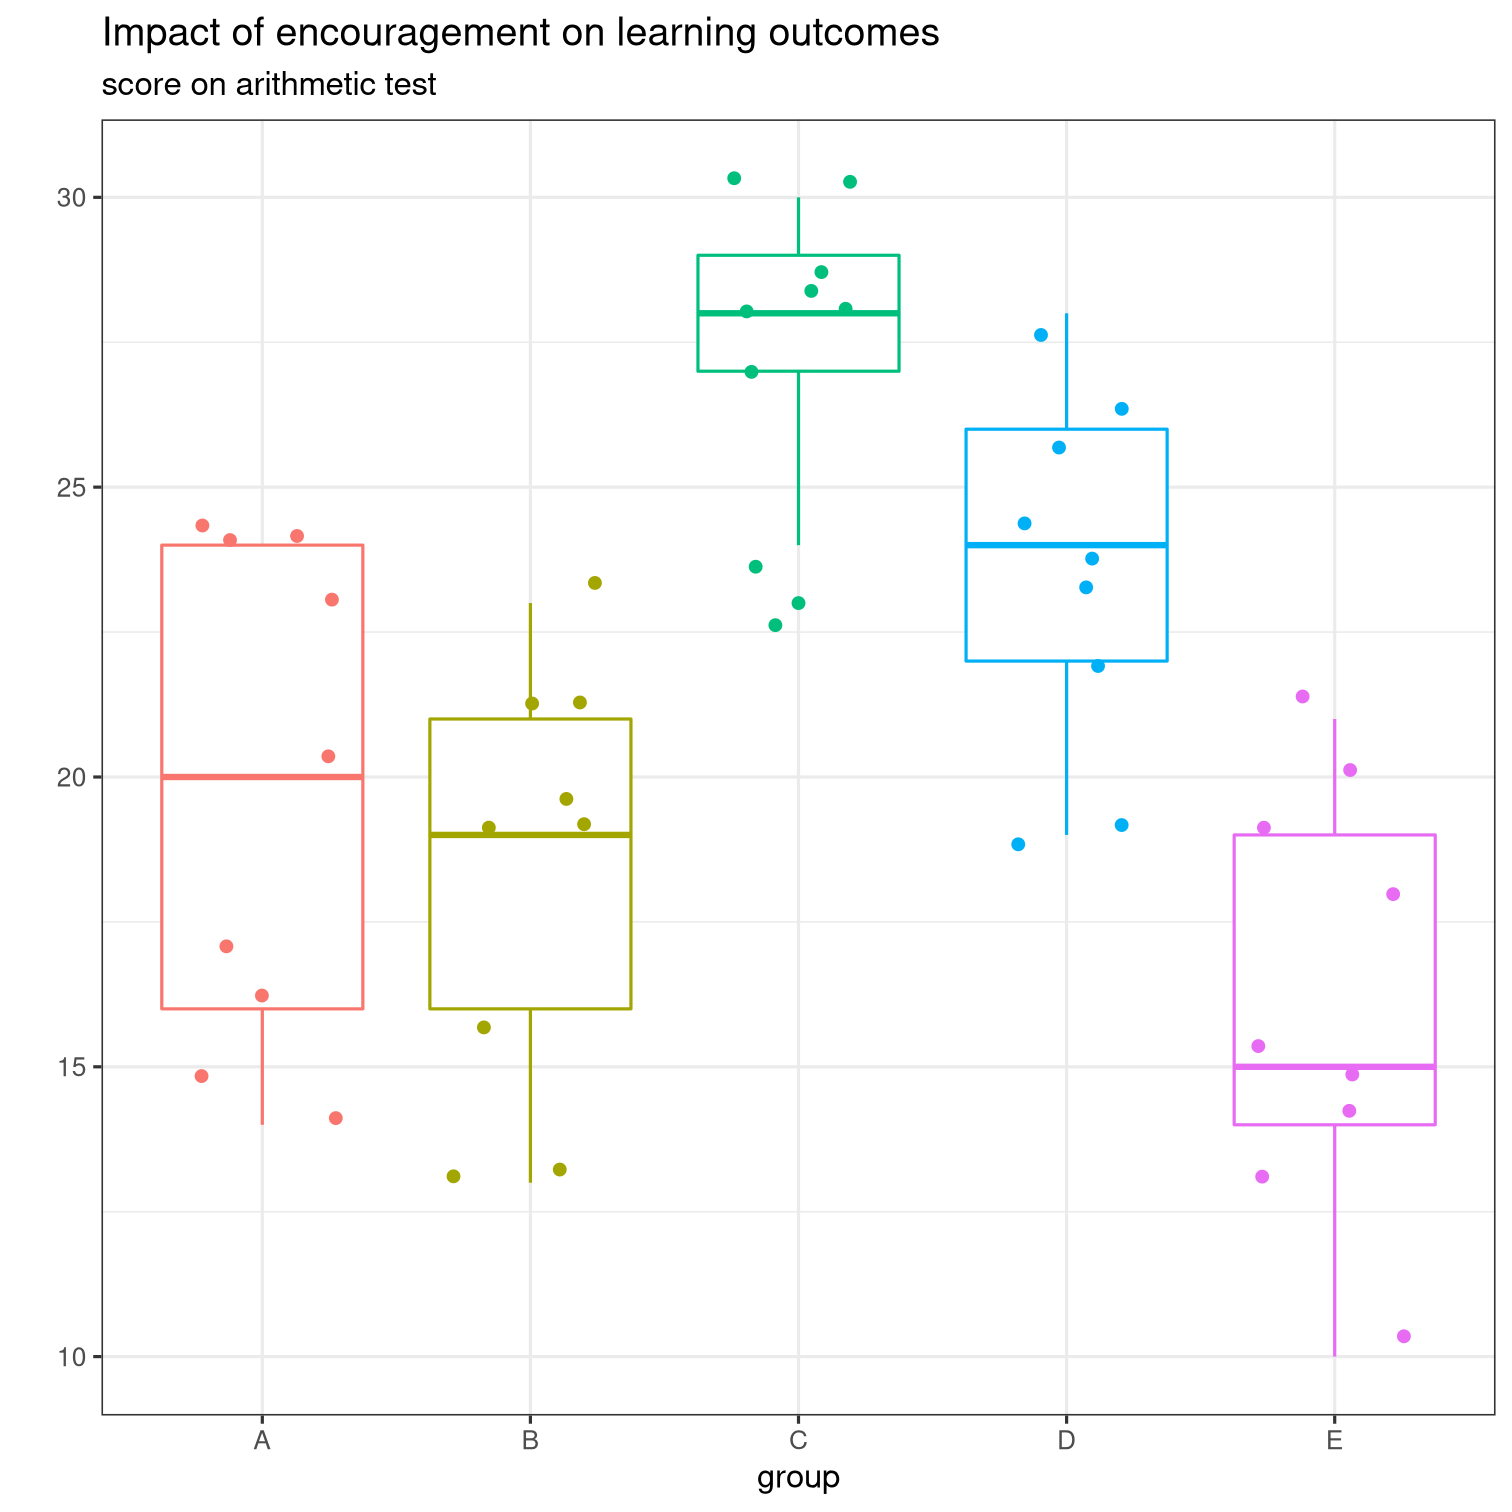 Impact of encouragement on learning outcomes
score on arithmetic test
30
25
20
15
10
A B C D E
group